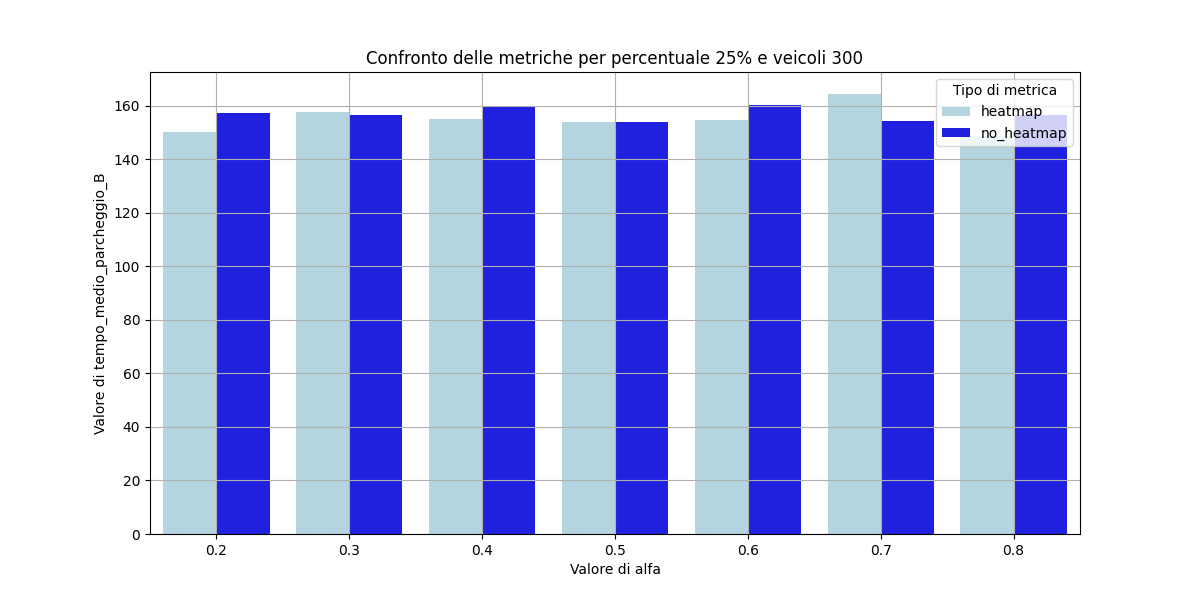 Confronto delle metriche per percentuale 25% e veicoli 300
Tipo di metrica
heatmap
no_heatmap
Valore di tempo_medio_parcheggio_B
160
140
120
100
80
60
40
20
0
0.2 0.3 0.4 0.5 0.6 0.7 0.8
Valore di alfa